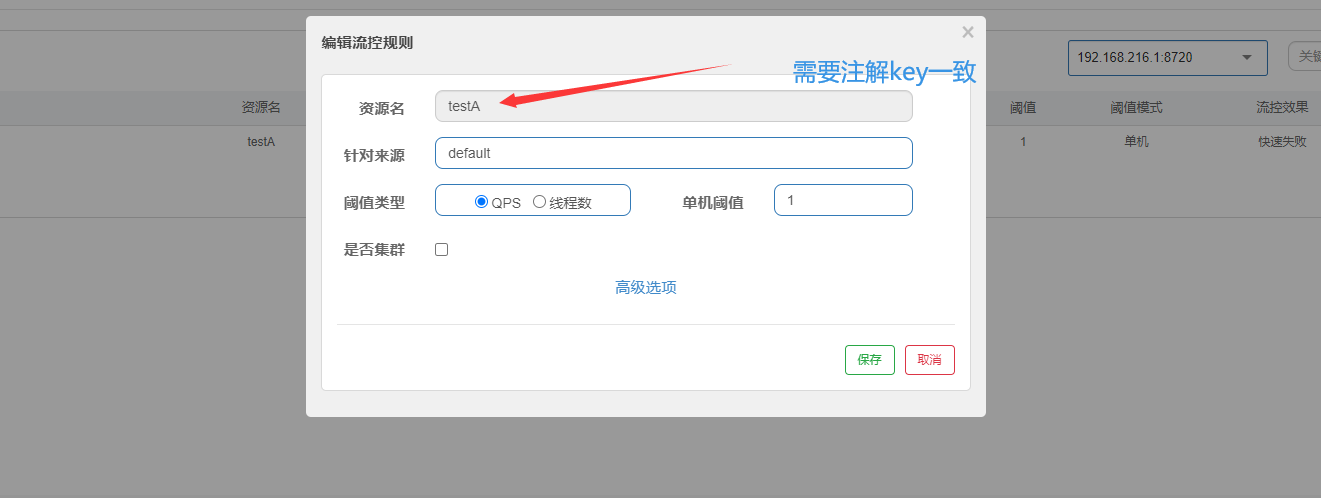 编辑流控规则
×
192.168.216.1:8720
需要注解key一致
资源名
testA
资源名
阈值
阈值模式
流控效果
testA
1
单机
快速失败
针对来源
default
阈值类型
QPS
线程数
单机阈值
1
是否集群
高级选项
保存
取消